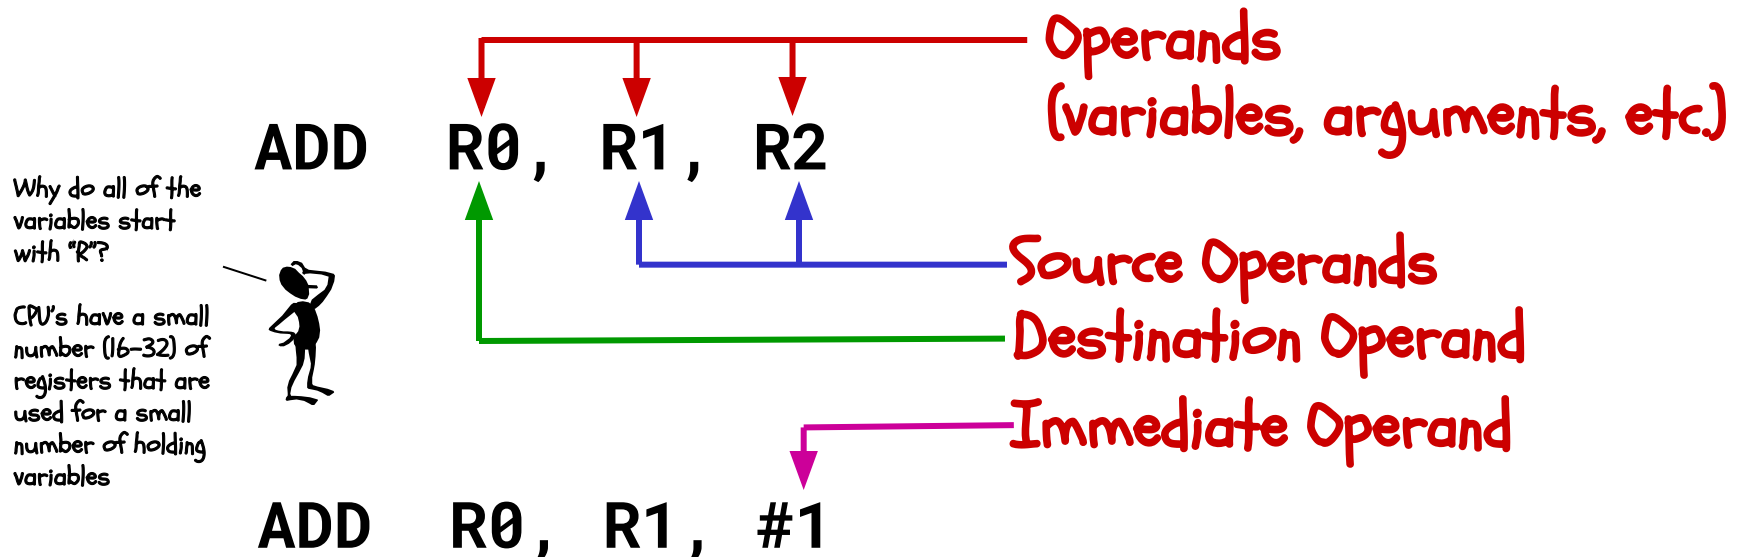 Operands
(variables, arguments, etc.)
ADD R0, R1, R2
Why do all of the
variables start
with "R"?
CPU's have a small
number (16-32) of
registers that are
used for a small
number of holding
variables
Source Operands
Destination Operand
Immediate Operand
ADD R0, R1, #1